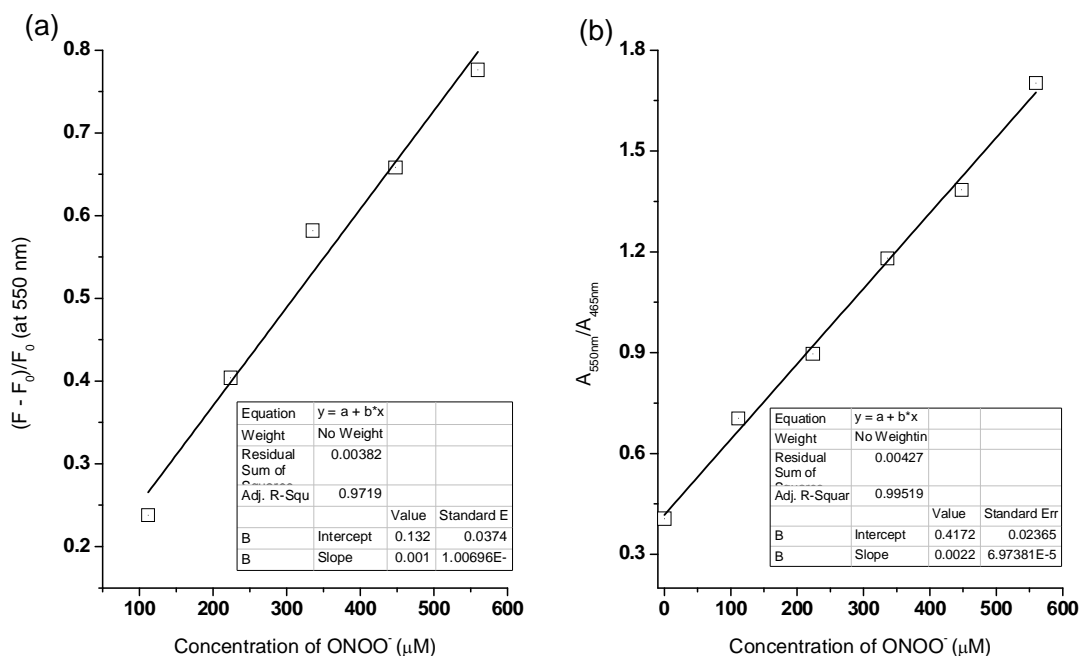 (a)
0.8
0.7
0.6
0.5
0.4
0.3
0.2
(F - F0)/F0 (at 550 nm)
100 200 300 400 500 600
Concentration of ONOO- (μM)
Equation y = a + b*x
Weight No Weight
Residual 0.00382
Sum of
Adj. R-Squ 0.9719
Value Standard E
B Intercept 0.132 0.0374
B Slope 0.001 1.00696E-
(b)
1.8
1.5
1.2
0.9
0.6
0.3
A550nm/A465nm
0 100 200 300 400 500 600
Concentration of ONOO- (μM)
Equation y = a + b*x
Weight No Weightin
Residual 0.00427
Sum of
Adj. R-Squar 0.99519
Value Standard Err
B Intercept 0.4172 0.02365
B Slope 0.0022 6.97381E-5